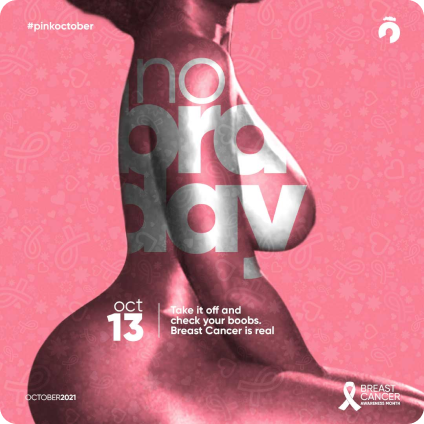 #pinkoctober
no
bra
day
oct
13
Take it off and
check your boobs.
Breast Cancer is real
OCTOBER2021
BREAST
CANCER
AWARENESS MONTH